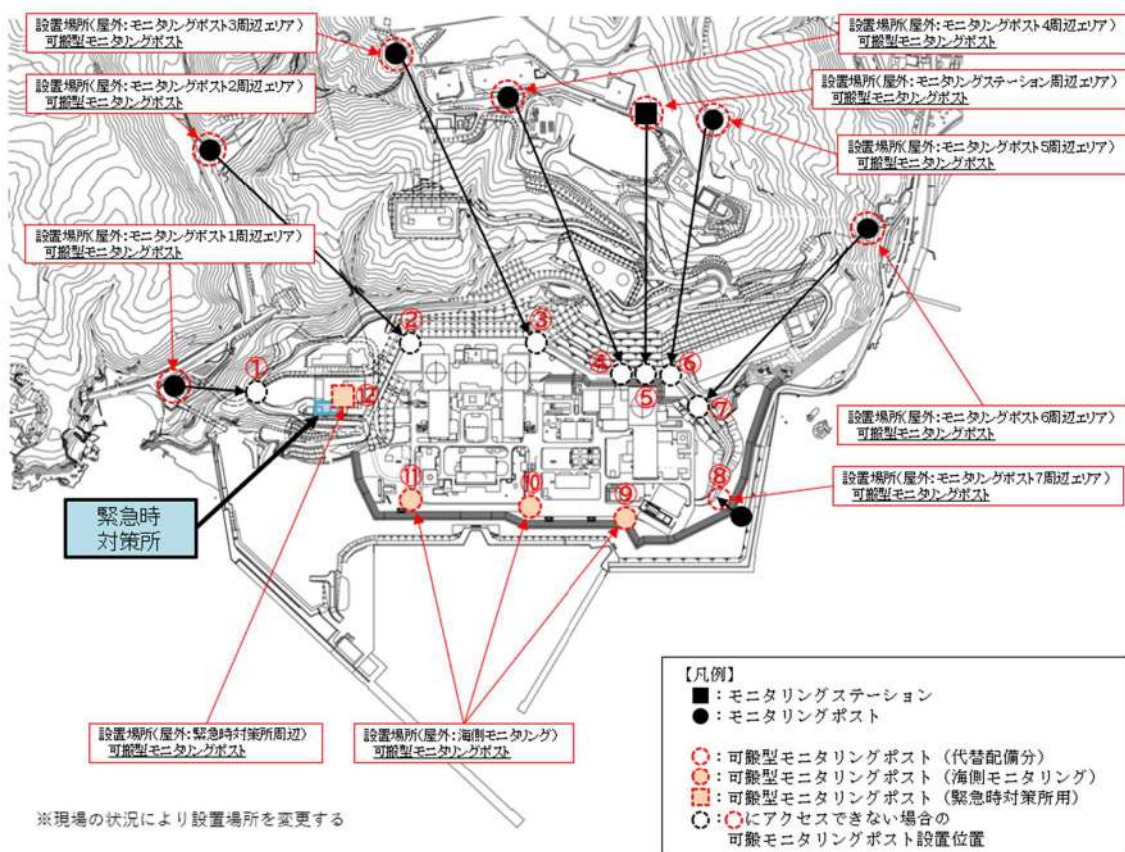 設置場所(屋外:モニタリングポスト3周辺エリア)
可搬型モニタリングポスト
設置場所(屋外:モニタリングポスト2周辺エリア)
可搬型モニタリングポスト
設置場所(屋外:モニタリングポスト4周辺エリア)
可搬型モニタリングポスト
設置場所(屋外:モニタリングステーション周辺エリア)
可搬型モニタリングポスト
設置場所(屋外:モニタリングポスト5周辺エリア)
可搬型モニタリングポスト
設置場所(屋外:モニタリングポスト1周辺エリア)
可搬型モニタリングポスト
①
②
③
④
⑤
⑥
⑦
⑫
設置場所(屋外:モニタリングポスト6周辺エリア)
可搬型モニタリングポスト
⑪
⑩
⑨
⑧
設置場所(屋外:モニタリングポスト7周辺エリア)
可搬型モニタリングポスト
緊急時
対策所
設置場所(屋外:緊急時対策所周辺)
可搬型モニタリングポスト
設置場所(屋外:海側モニタリング)
可搬型モニタリングポスト
※現場の状況により設置場所を変更する
【凡例】
■:モニタリングステーション
●:モニタリングポスト
○:可搬型モニタリングポスト(代替配備分)
○:可搬型モニタリングポスト(海側モニタリング)
□:可搬型モニタリングポスト(緊急時対策所用)
○:○にアクセスできない場合の
可搬モニタリングポスト設置位置